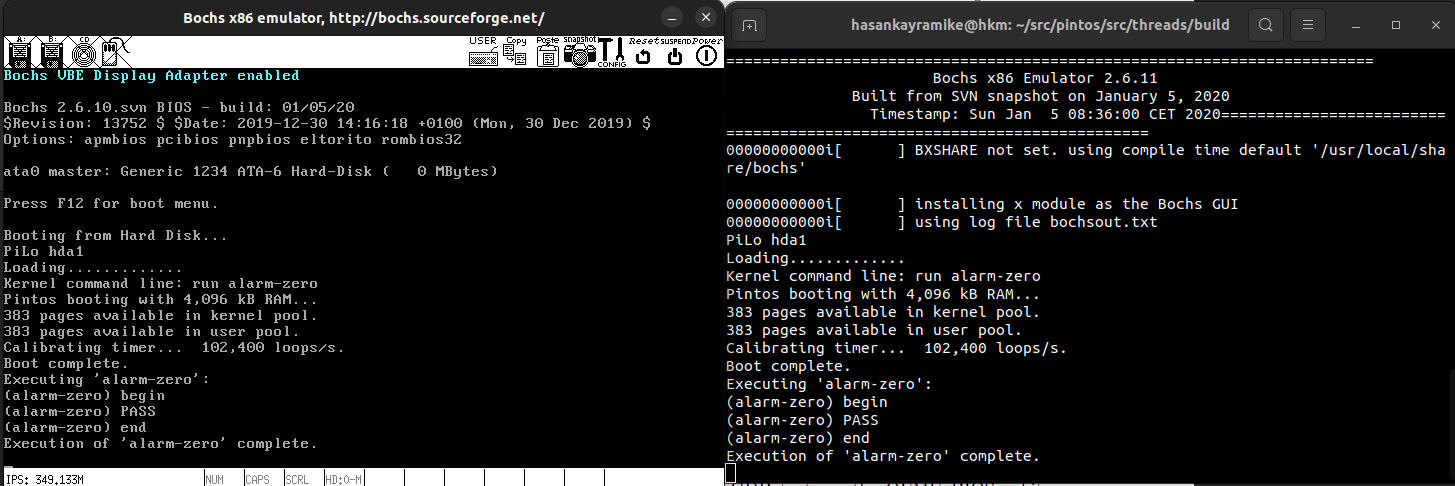 Bochs x86 emulator, http://bochs.sourceforge.net/
A: B: CD USER Copy Paste snapshot CONFIG Reset SUSPEND Power
Bochs VBE Display Adapter enabled
Bochs 2.6.10.svn BIOS - build: 01/05/20
$Revision: 13752 $ $Date: 2019-12-30 14:16:18 +0100 (Mon, 30 Dec 2019) $
Options: apmbios pcibios pnpbios eltorito rombios32
ata0 master: Generic 1234 ATA-6 Hard-Disk (   0 MBytes)
Press F12 for boot menu.
Booting from Hard Disk...
PiLo hda1
Loading.............
Kernel command line: run alarm-zero
Pintos booting with 4,096 kB RAM...
383 pages available in kernel pool.
383 pages available in user pool.
Calibrating timer...  102,400 loops/s.
Boot complete.
Executing 'alarm-zero':
(alarm-zero) begin
(alarm-zero) PASS
(alarm-zero) end
Execution of 'alarm-zero' complete.
IPS: 349,133M NUM CAPS SCRL HD:0-M
hasankayramike@hkm: ~/src/pintos/src/threads/build
========================================================================
Bochs x86 Emulator 2.6.11
Built from SVN snapshot on January 5, 2020
Timestamp: Sun Jan  5 08:36:00 CET 2020=========================
===============================================
00000000000i[      ] BXSHARE not set. using compile time default '/usr/local/sha
re/bochs'
00000000000i[      ] installing x module as the Bochs GUI
00000000000i[      ] using log file bochsout.txt
PiLo hda1
Loading.............
Kernel command line: run alarm-zero
Pintos booting with 4,096 kB RAM...
383 pages available in kernel pool.
383 pages available in user pool.
Calibrating timer...  102,400 loops/s.
Boot complete.
Executing 'alarm-zero':
(alarm-zero) begin
(alarm-zero) PASS
(alarm-zero) end
Execution of 'alarm-zero' complete.